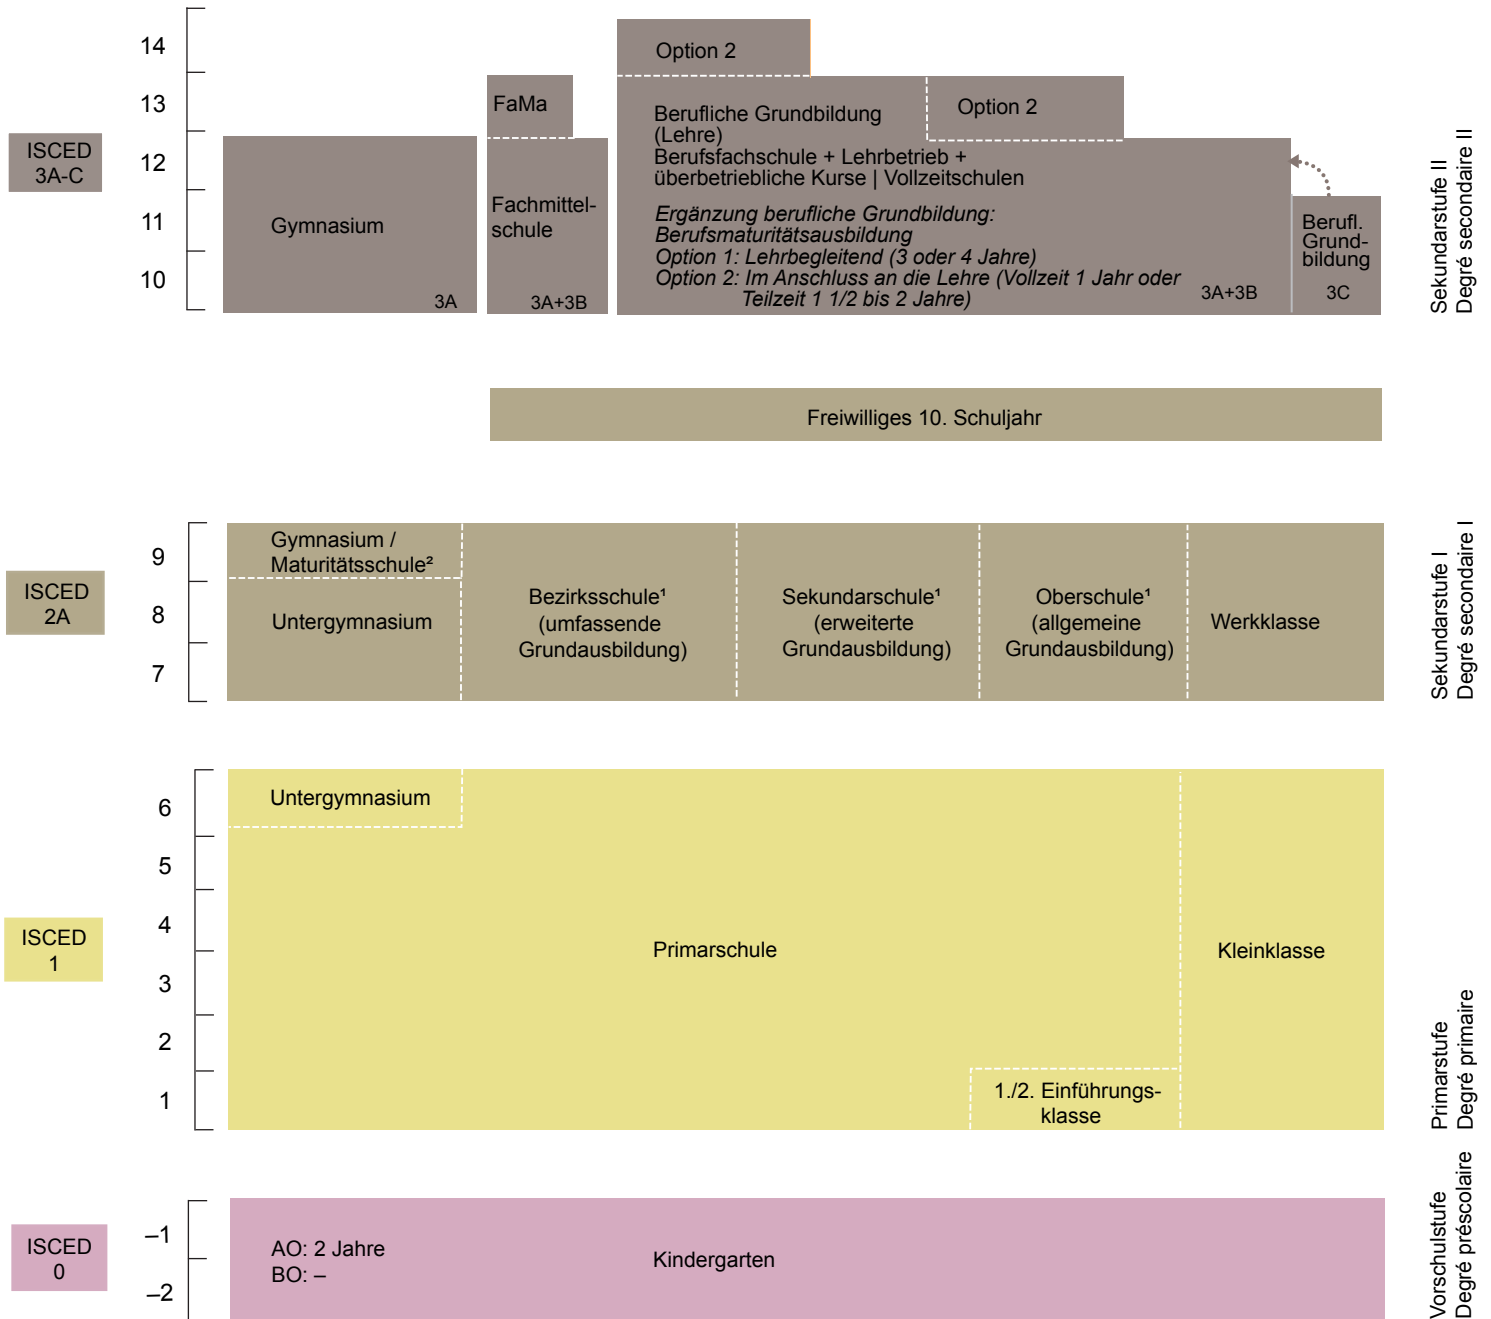 14
13
12
11
10
ISCED
3A-C
Gymnasium
3A
FaMa
Fachmittel-
schule
3A+3B
Option 2
Option 2
Berufliche Grundbildung
(Lehre)
Berufsfachschule + Lehrbetrieb +
überbetriebliche Kurse | Vollzeitschulen
Ergänzung berufliche Grundbildung:
Berufsmaturitätsausbildung
Option 1: Lehrbegleitend (3 oder 4 Jahre)
Option 2: Im Anschluss an die Lehre (Vollzeit 1 Jahr oder
Teilzeit 1 1/2 bis 2 Jahre)
3A+3B
Berufl.
Grund-
bildung
3C
Sekundarstufe II
Degré secondaire II
Freiwilliges 10. Schuljahr
9
8
7
ISCED
2A
Gymnasium /
Maturitätsschule²
Untergymnasium
Bezirksschule¹
(umfassende
Grundausbildung)
Sekundarschule¹
(erweiterte
Grundausbildung)
Oberschule¹
(allgemeine
Grundausbildung)
Werkklasse
Sekundarstufe I
Degré secondaire I
6
5
4
3
2
1
ISCED
1
Untergymnasium
Primarschule
Kleinklasse
1./2. Einführungs-
klasse
Primarstufe
Degré primaire
–1
–2
ISCED
0
AO: 2 Jahre
BO: –
Kindergarten
Vorschulstufe
Degré préscolaire